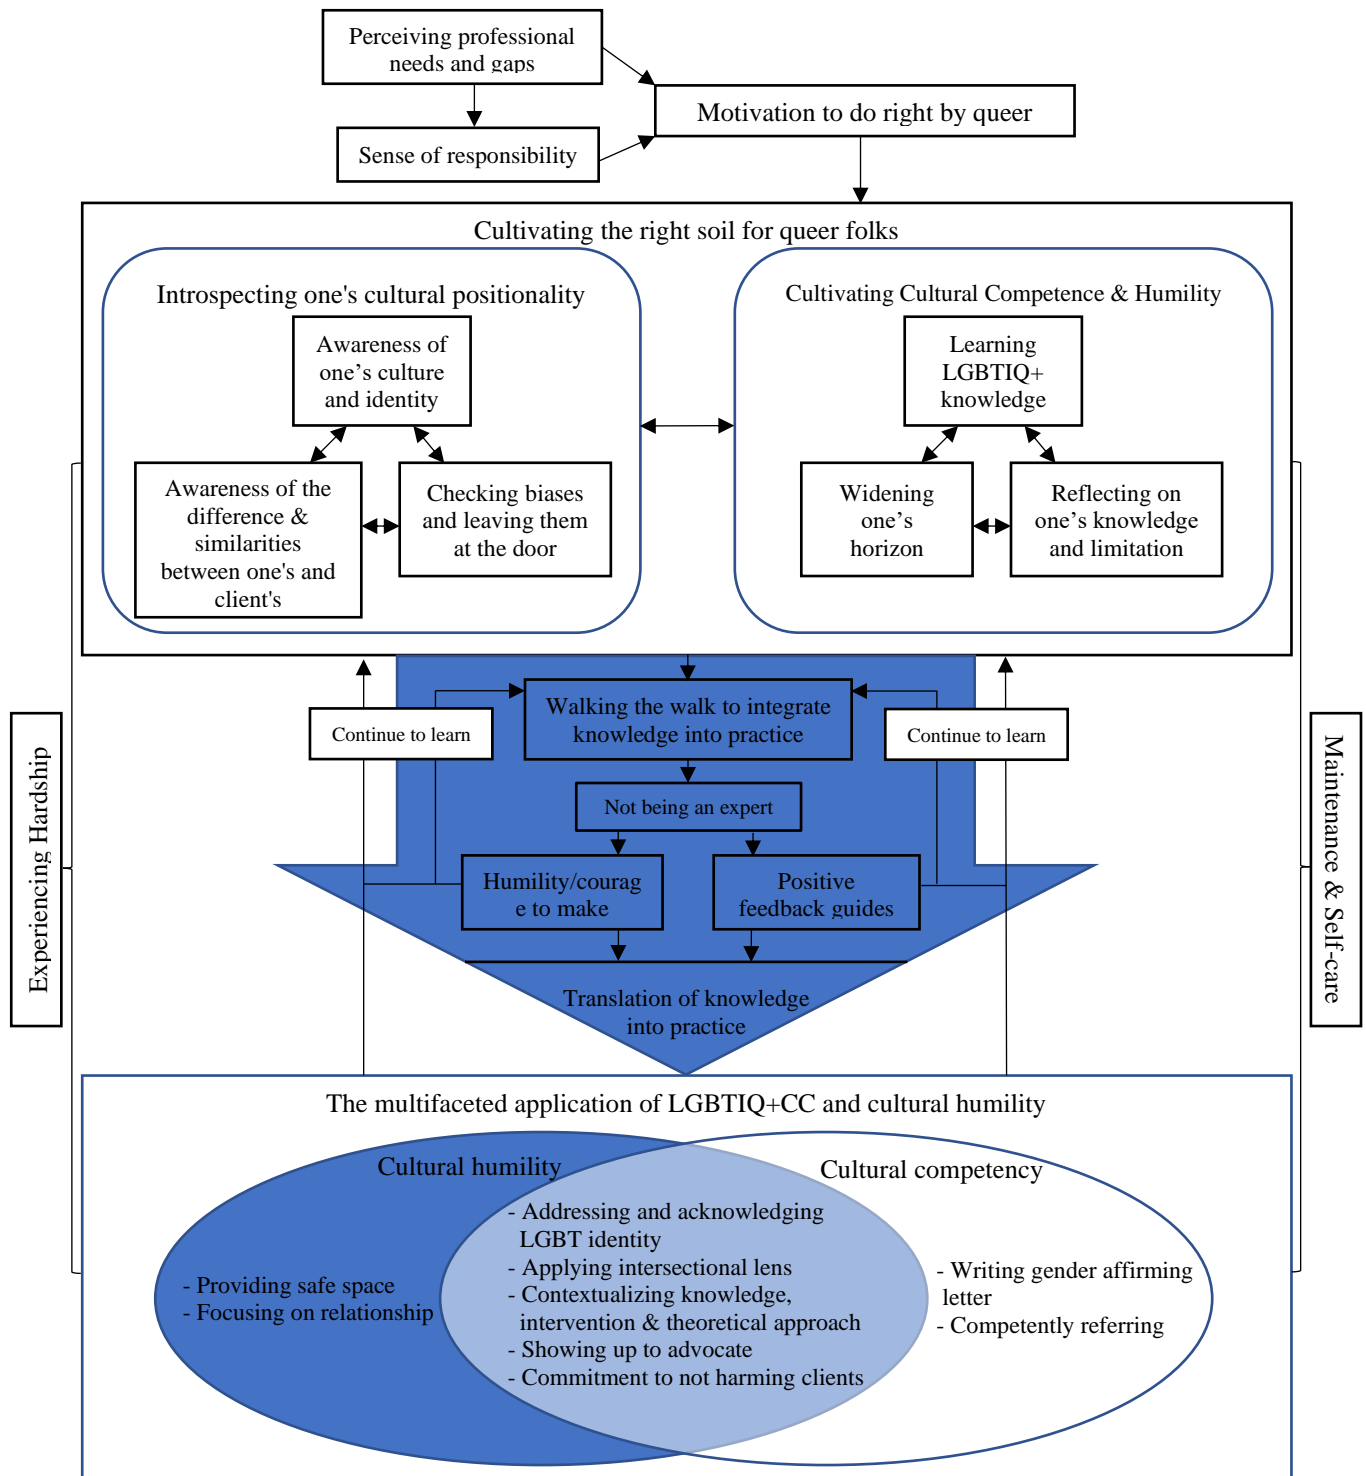 Perceiving professional
needs and gaps
Motivation to do right by queer
Sense of responsibility
Cultivating the right soil for queer folks
Introspecting one's cultural positionality
Awareness of
one’s culture
and identity
Awareness of the
difference &
similarities
between one's and
client's
Checking biases
and leaving them
at the door
Cultivating Cultural Competence & Humility
Learning
LGBTIQ+
knowledge
Widening
one’s
horizon
Reflecting on
one’s knowledge
and limitation
Experiencing Hardship
Maintenance & Self-care
Continue to learn
Walking the walk to integrate
knowledge into practice
Continue to learn
Not being an expert
Humility/courag
e to make
Positive
feedback guides
Translation of knowledge
into practice
The multifaceted application of LGBTIQ+CC and cultural humility
Cultural humility
- Providing safe space
- Focusing on relationship
- Addressing and acknowledging
LGBT identity
- Applying intersectional lens
- Contextualizing knowledge,
intervention & theoretical approach
- Showing up to advocate
- Commitment to not harming clients
Cultural competency
- Writing gender affirming
letter
- Competently referring